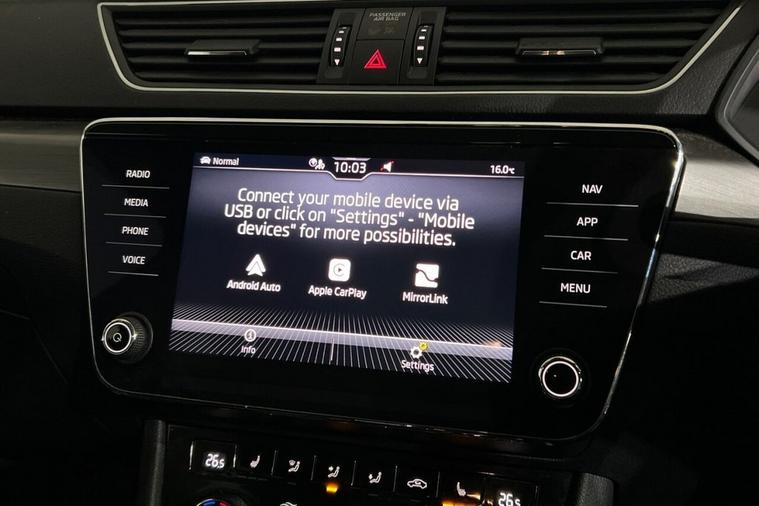 PASSENGER
AIR BAG
RADIO
MEDIA
PHONE
VOICE
Normal
10:03
16.0°C
Connect your mobile device via
USB or click on "Settings" - "Mobile
devices" for more possibilities.
Android Auto
Apple CarPlay
MirrorLink
Info
Settings
NAV
APP
CAR
MENU
26.5
26.5